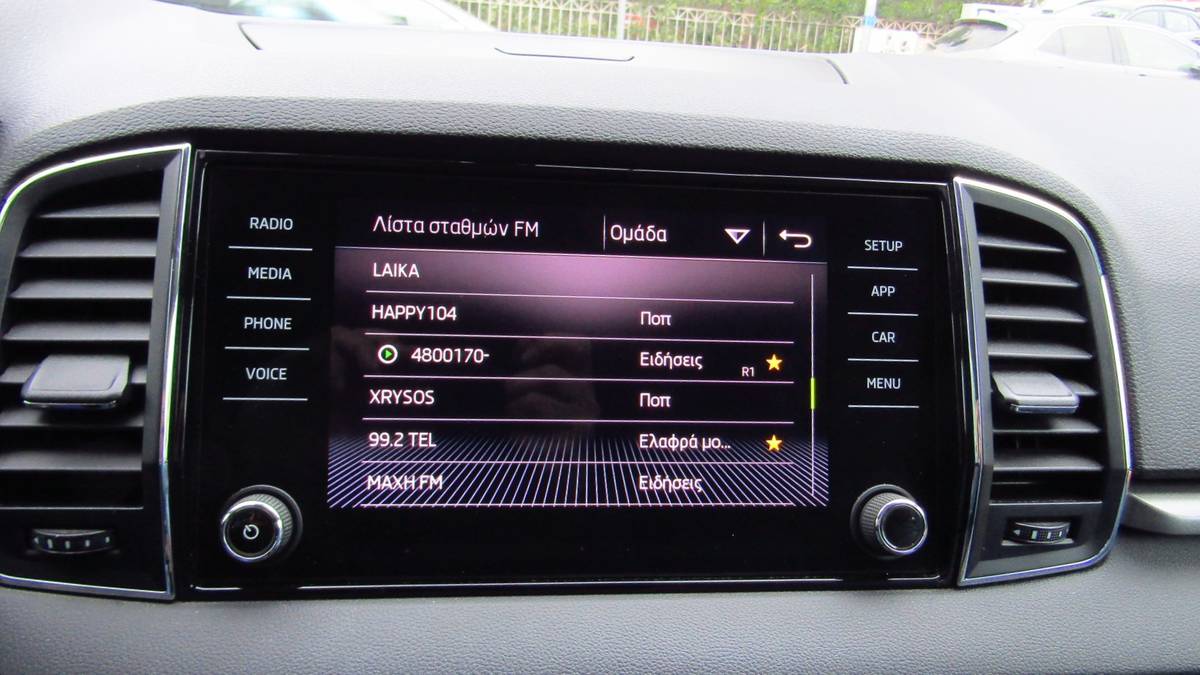 RADIO
MEDIA
PHONE
VOICE
Λίστα σταθμών FM Ομάδα
LAIKA
HAPPY104 Ποπ
4800170- Ειδήσεις R1
XRYSOS Ποπ
99.2 TEL Ελαφρά μο...
MAXH FM Ειδήσεις
SETUP
APP
CAR
MENU